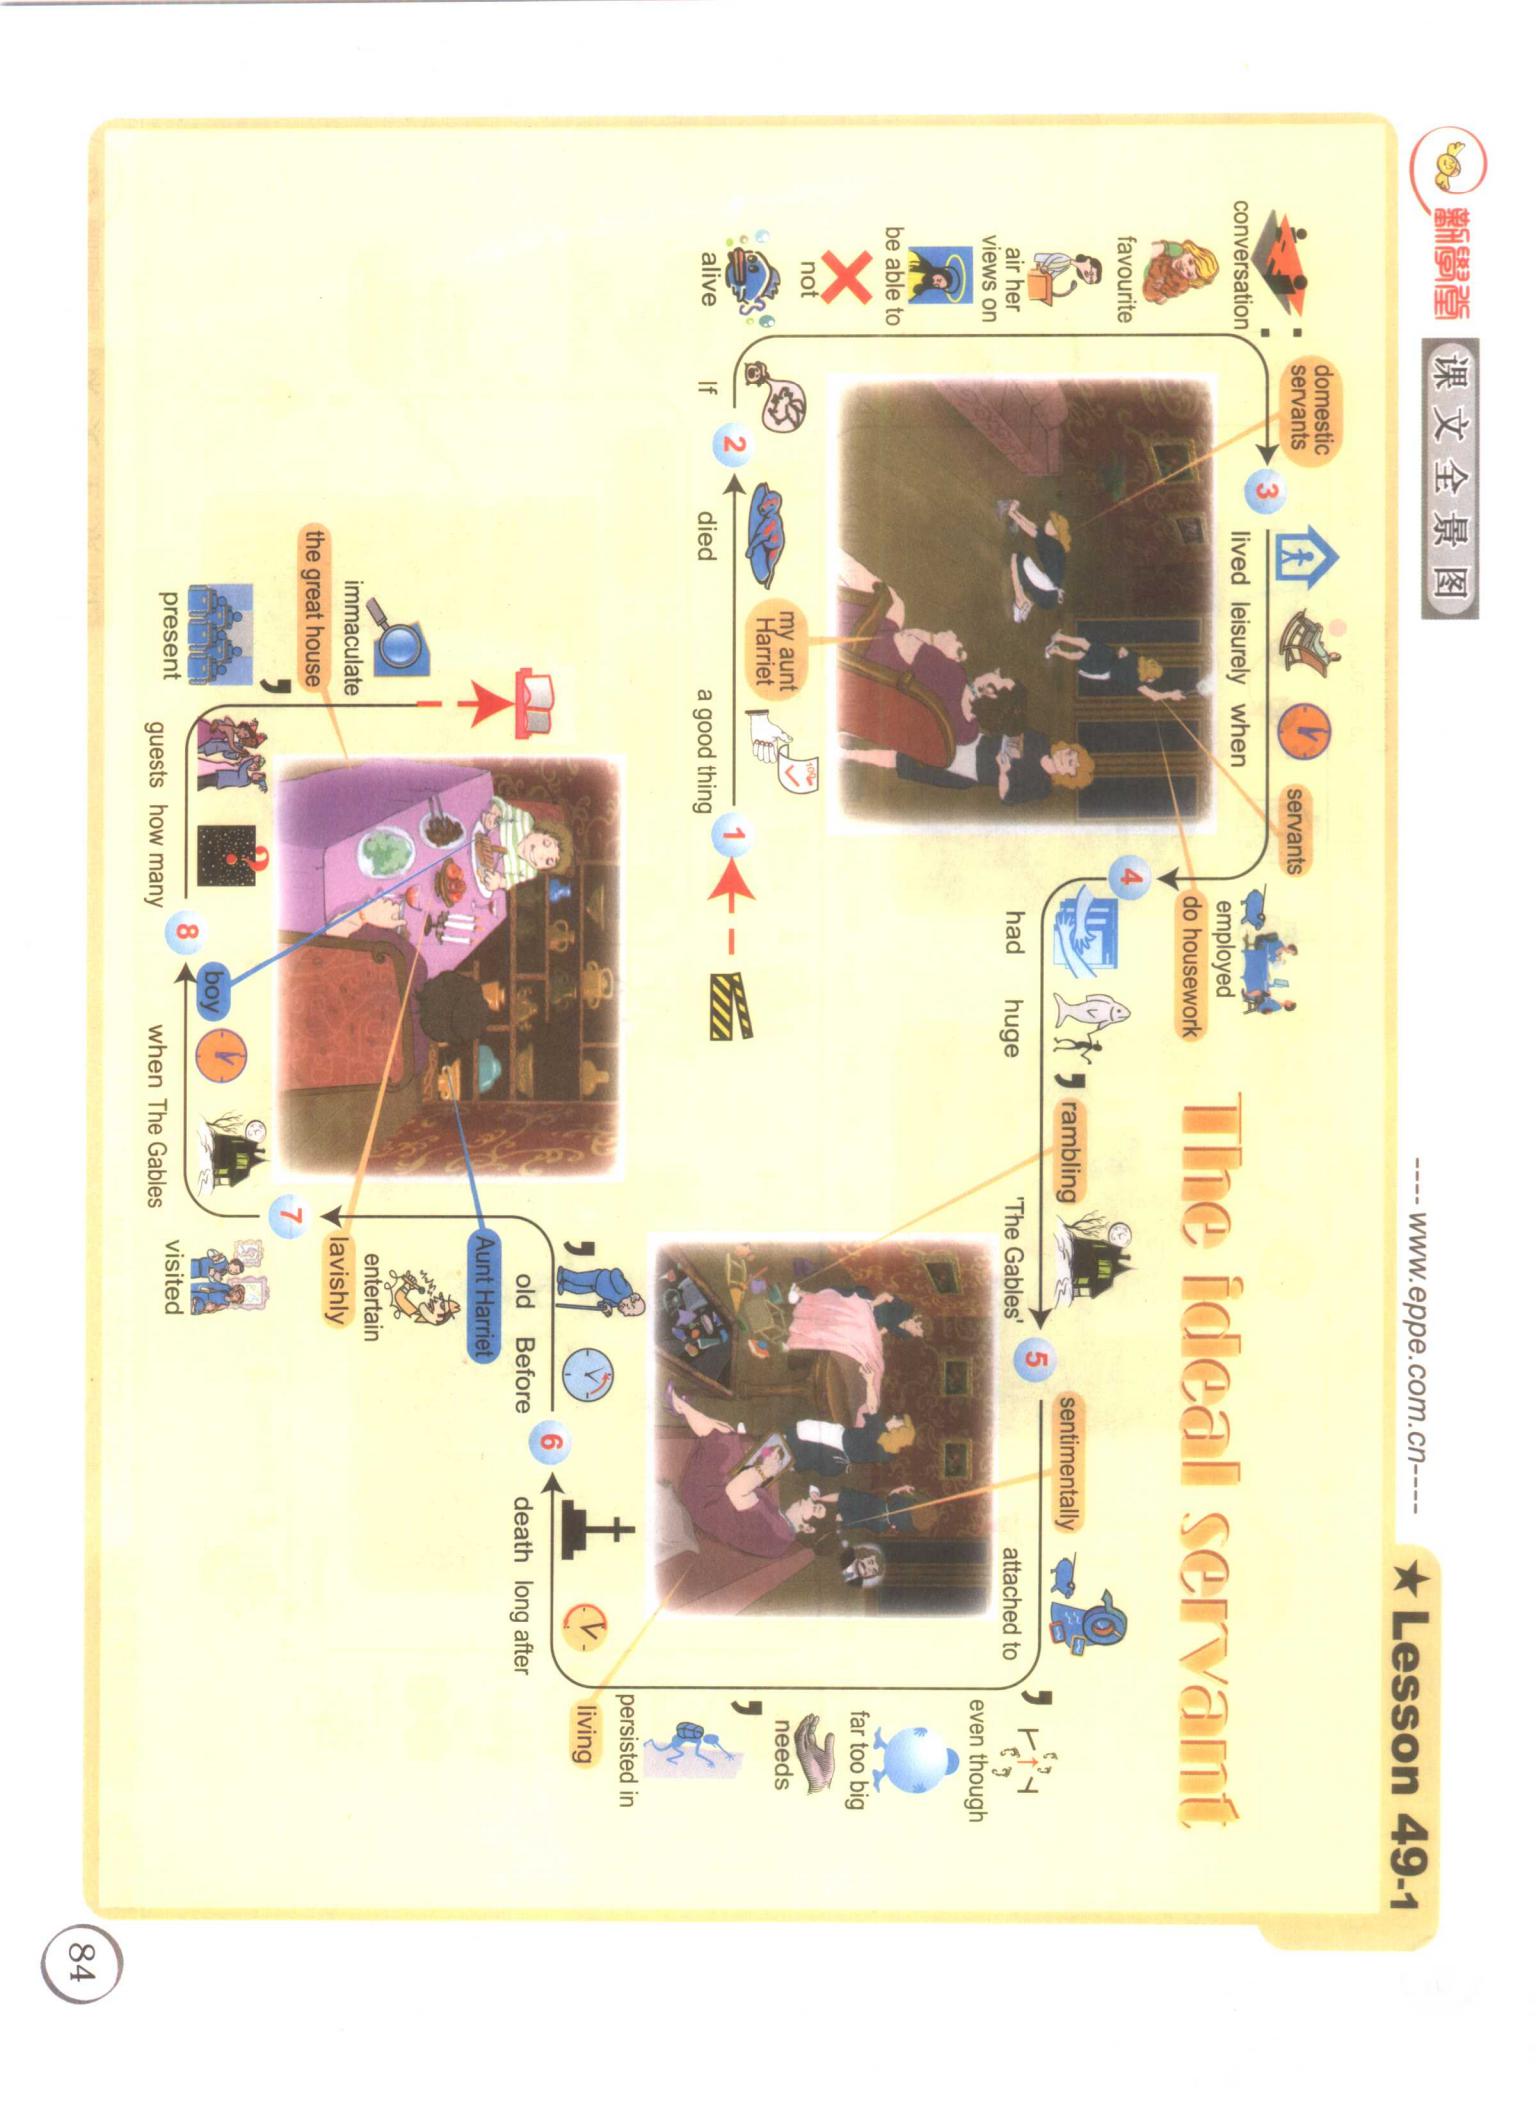 新學堂
课文全景图
---- www.eppe.com.cn----
★ Lesson 49-1
The ideal servant
1
a good thing
my aunt
Harriet
died
2
If
alive
not
be able to
air her
views on
favourite
conversation
:
domestic
servants
3
lived leisurely when
servants
employed
do housework
4
had huge
,
rambling
'The Gables'
5
sentimentally
attached to
,
even though
far too big
needs
,
persisted in
living
long after
death
6
Before
old
,
Aunt Harriet
entertain
lavishly
7
visited
The Gables
when
boy
8
how many
guests
present
,
the great house
immaculate
84